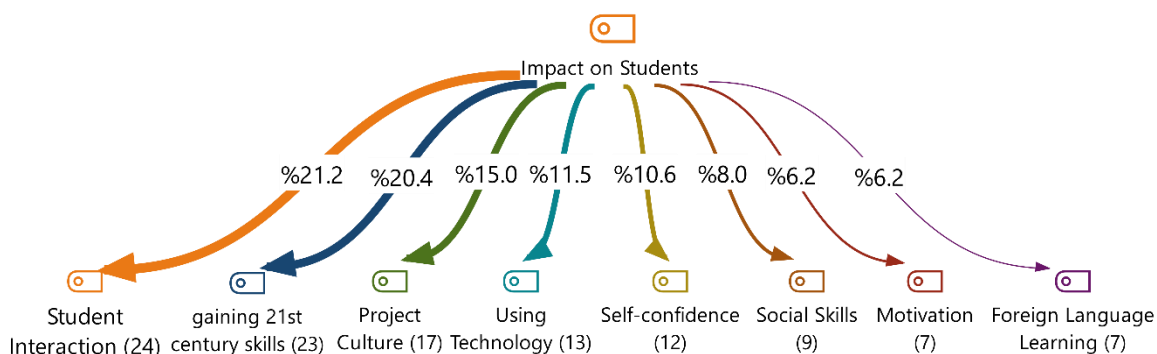 Impact on Students
%21.2
%20.4
%15.0
%11.5
%10.6
%8.0
%6.2
%6.2
Student
Interaction (24)
gaining 21st
century skills (23)
Project
Culture (17)
Using
Technology (13)
Self-confidence
(12)
Social Skills
(9)
Motivation
(7)
Foreign Language
Learning (7)